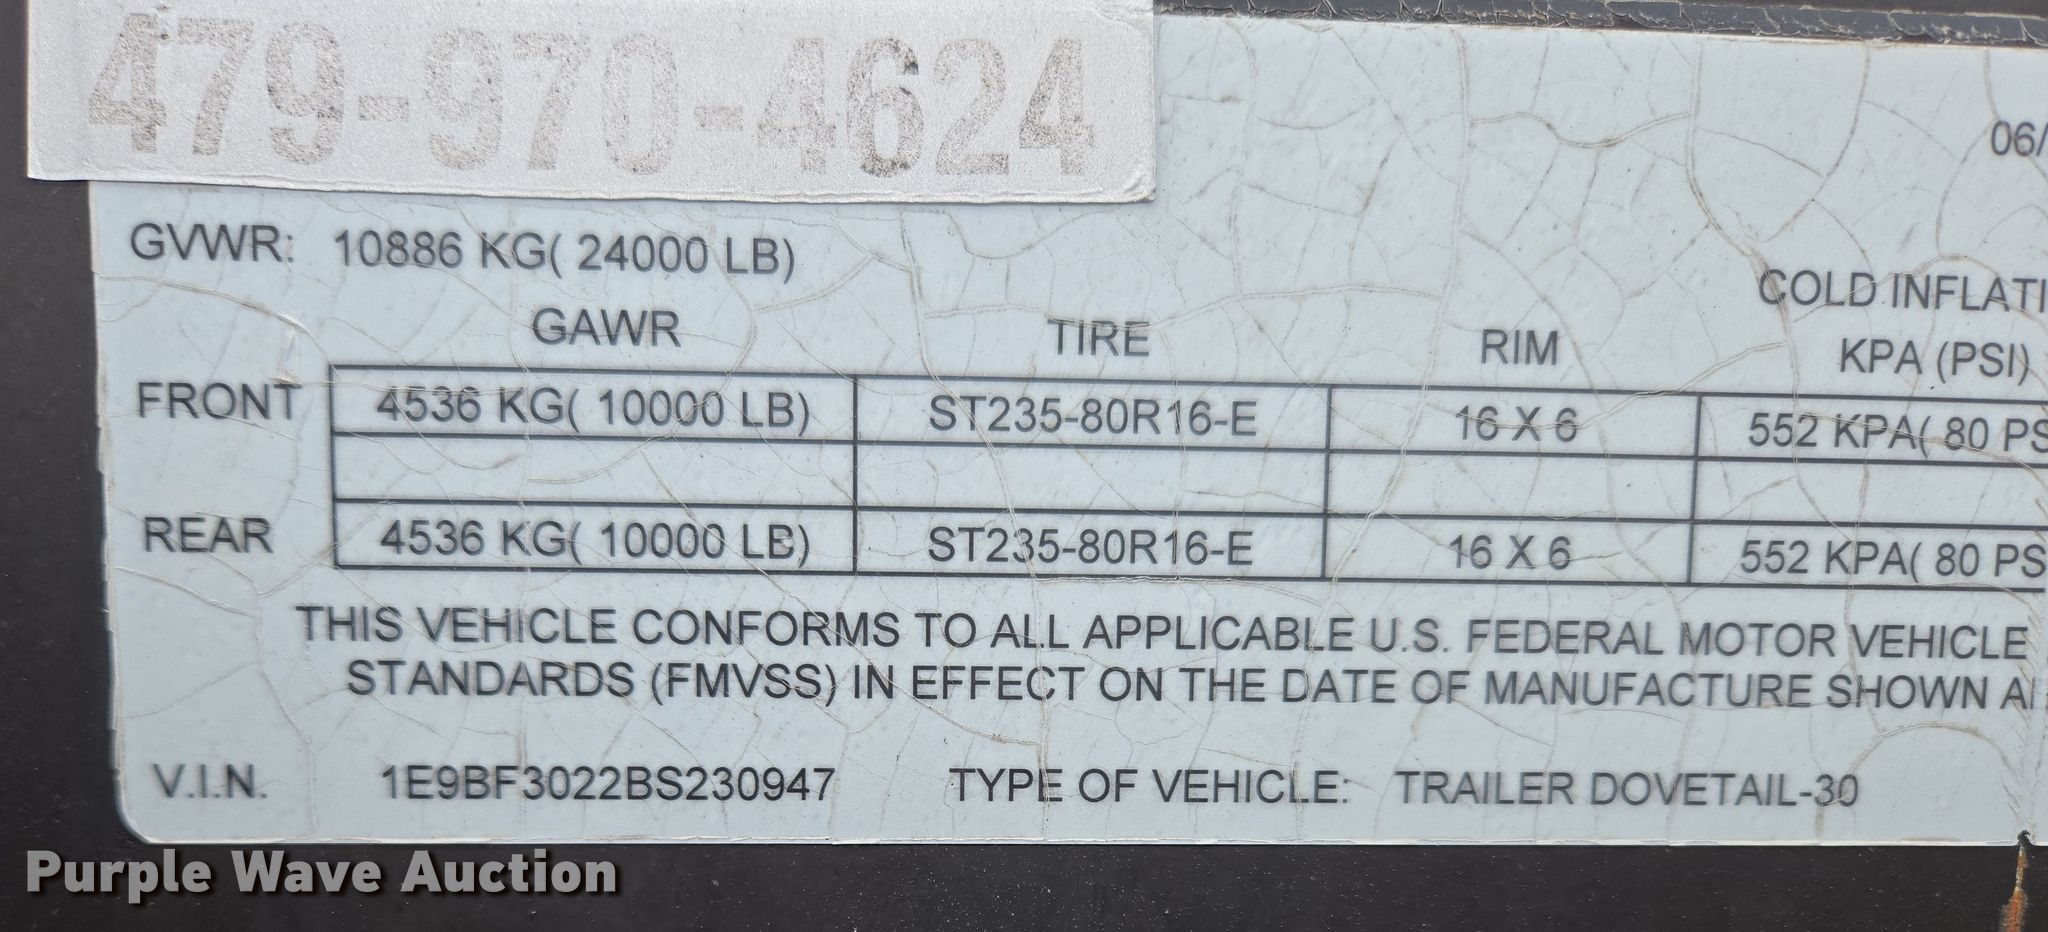 479-970-4624
06/
GVWR: 10886 KG( 24000 LB)
COLD INFLATI
GAWR TIRE RIM KPA (PSI)
FRONT 4536 KG( 10000 LB) ST235-80R16-E 16 X 6 552 KPA( 80 PS
REAR 4536 KG( 10000 LB) ST235-80R16-E 16 X 6 552 KPA( 80 PS
THIS VEHICLE CONFORMS TO ALL APPLICABLE U.S. FEDERAL MOTOR VEHICLE
STANDARDS (FMVSS) IN EFFECT ON THE DATE OF MANUFACTURE SHOWN A
V.I.N. 1E9BF3022BS230947 TYPE OF VEHICLE: TRAILER DOVETAIL-30
Purple Wave Auction